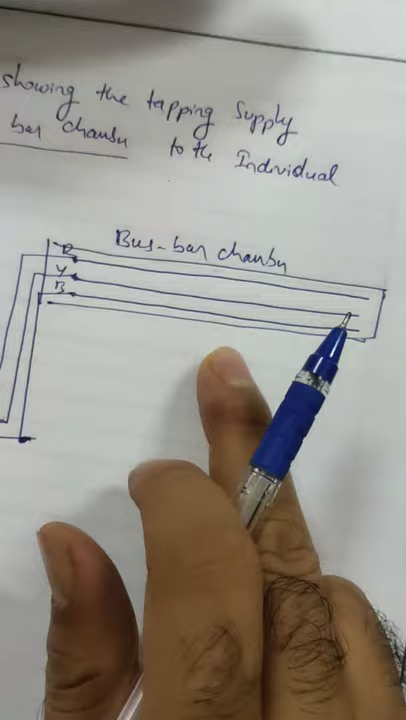 showing the tapping Supply
bar chamber to the Individual
Bus-bar chamber
R
Y
B